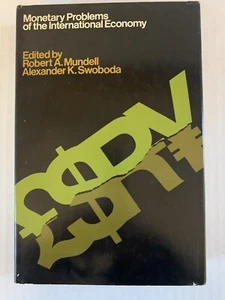 Monetary Problems
of the International Economy
Edited by
Robert A. Mundell
Alexander K. Swoboda